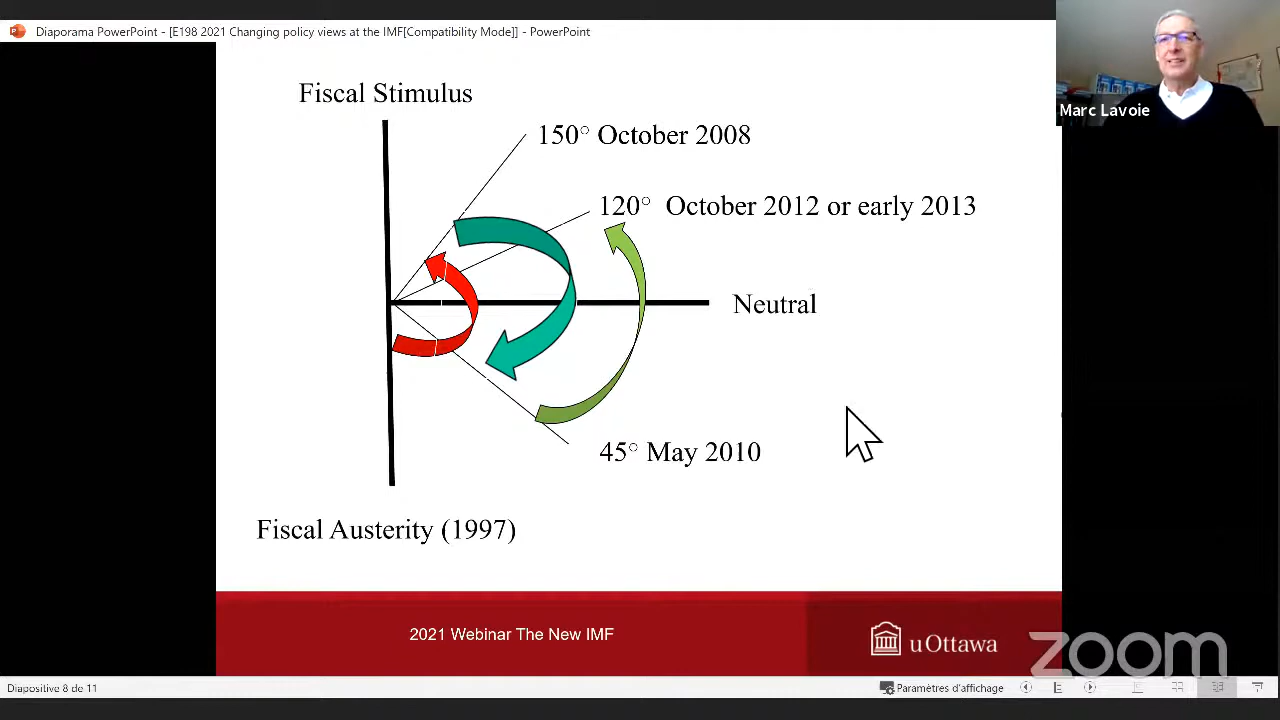 Diaporama PowerPoint - [E198 2021 Changing policy views at the IMF[Compatibility Mode]] - PowerPoint
Marc Lavoie
Fiscal Stimulus
150° October 2008
120° October 2012 or early 2013
Neutral
45° May 2010
Fiscal Austerity (1997)
2021 Webinar The New IMF
uOttawa
zoom
Diapositive 8 de 11
Paramètres d'affichage